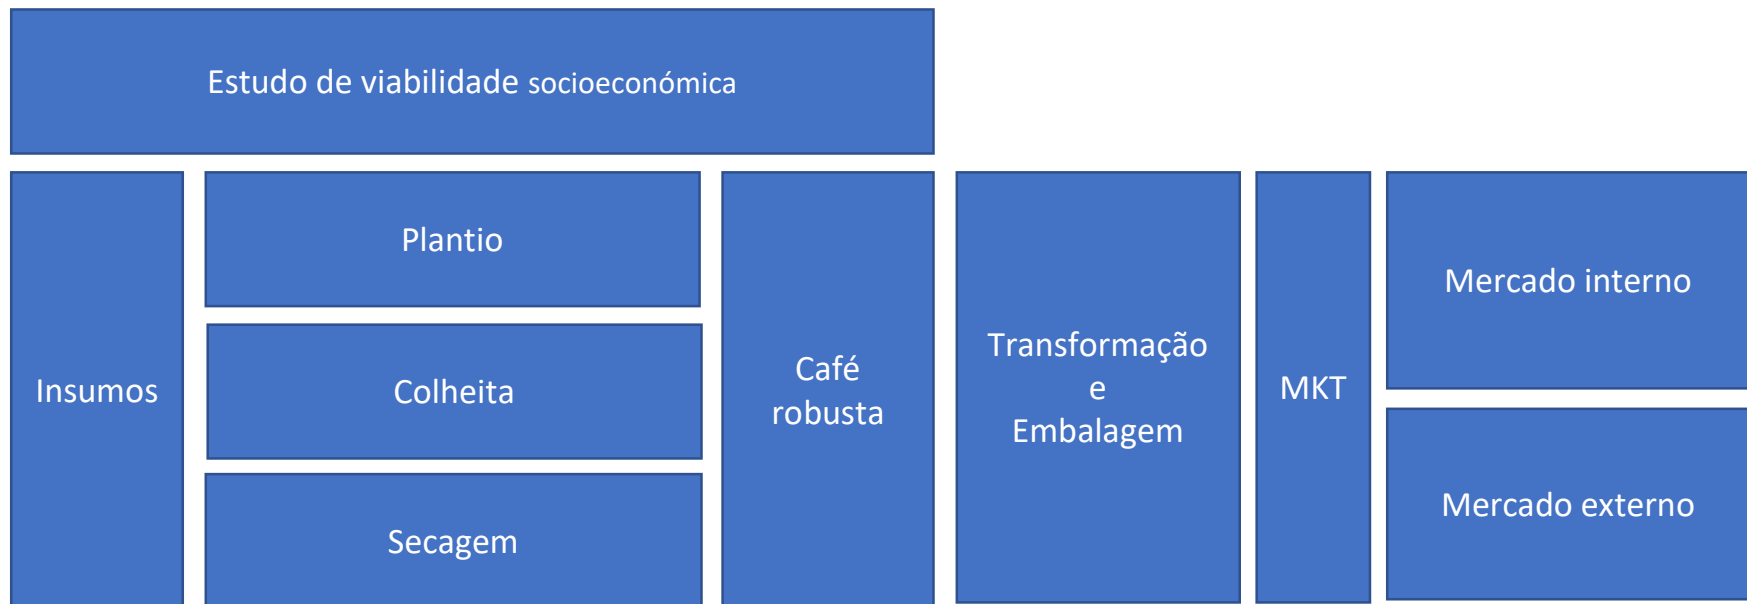 Estudo de viabilidade socioeconómica
Insumos
Plantio
Colheita
Secagem
Café
robusta
Transformação
e
Embalagem
MKT
Mercado interno
Mercado externo